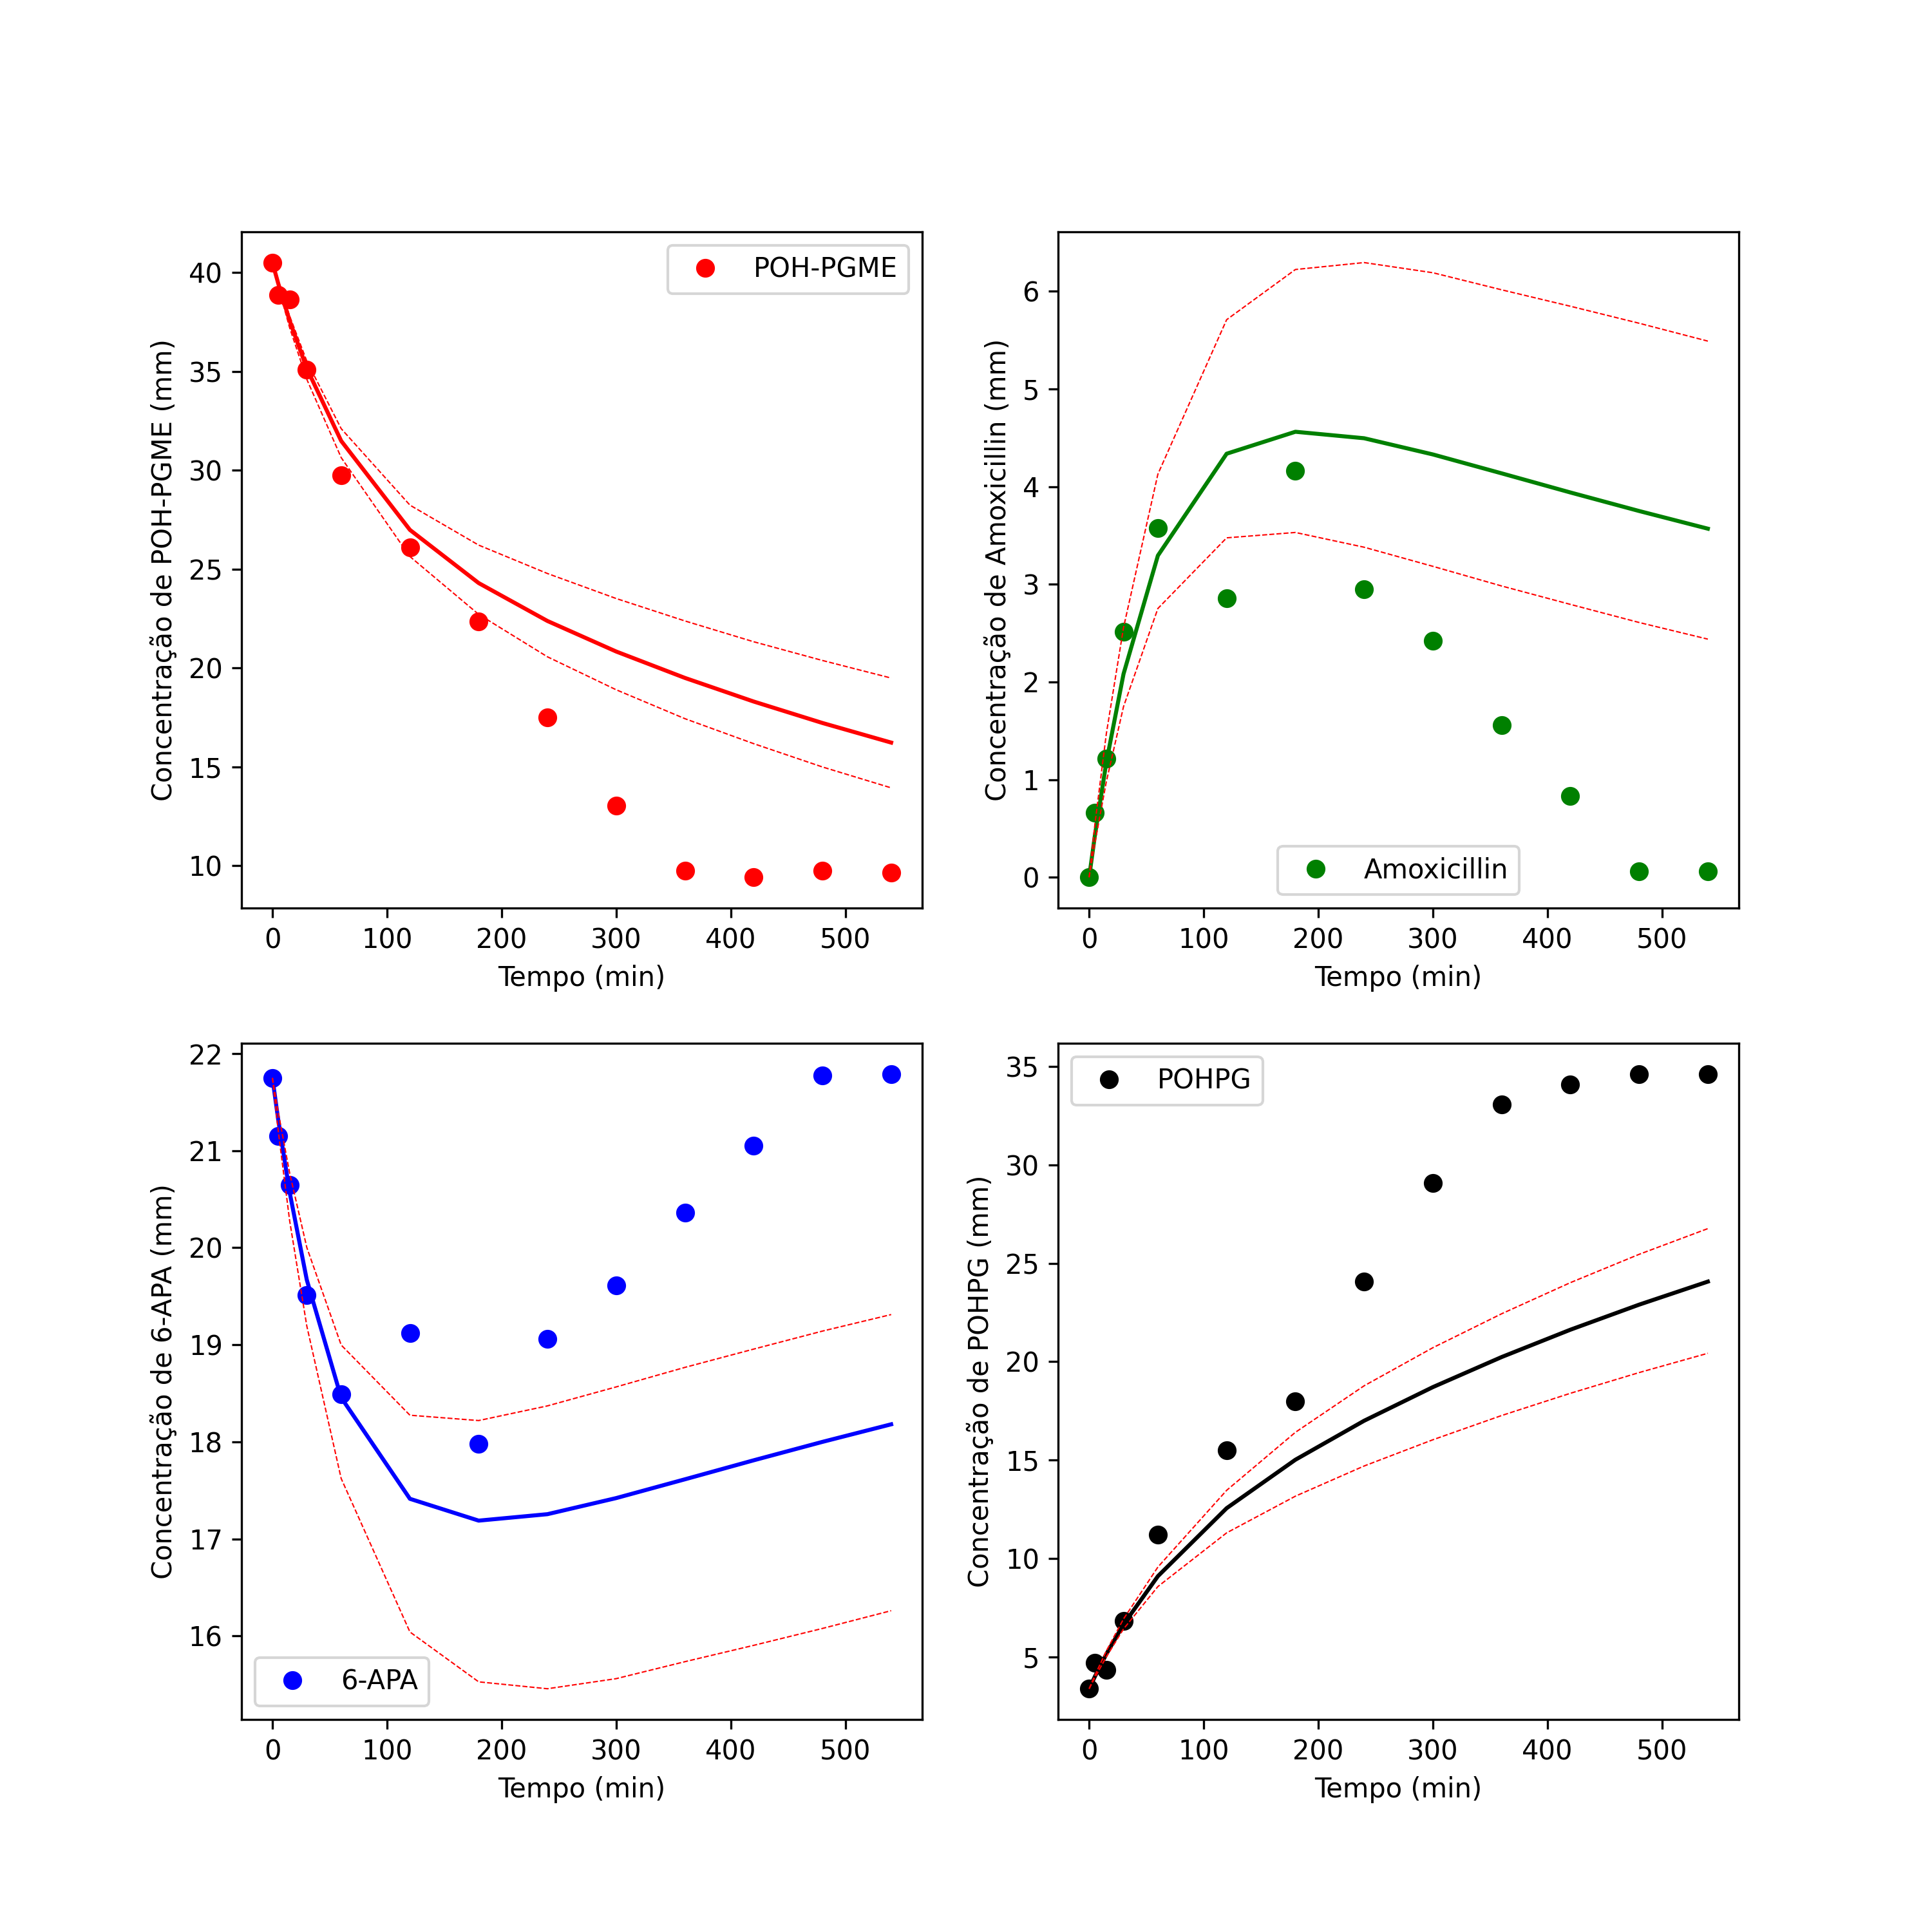 Concentração de POH-PGME (mm)
40
35
30
25
20
15
10
POH-PGME
0 100 200 300 400 500
Tempo (min)
Concentração de Amoxicillin (mm)
6
5
4
3
2
1
0
Amoxicillin
0 100 200 300 400 500
Tempo (min)
Concentração de 6-APA (mm)
22
21
20
19
18
17
16
6-APA
0 100 200 300 400 500
Tempo (min)
Concentração de POHPG (mm)
35
30
25
20
15
10
5
POHPG
0 100 200 300 400 500
Tempo (min)